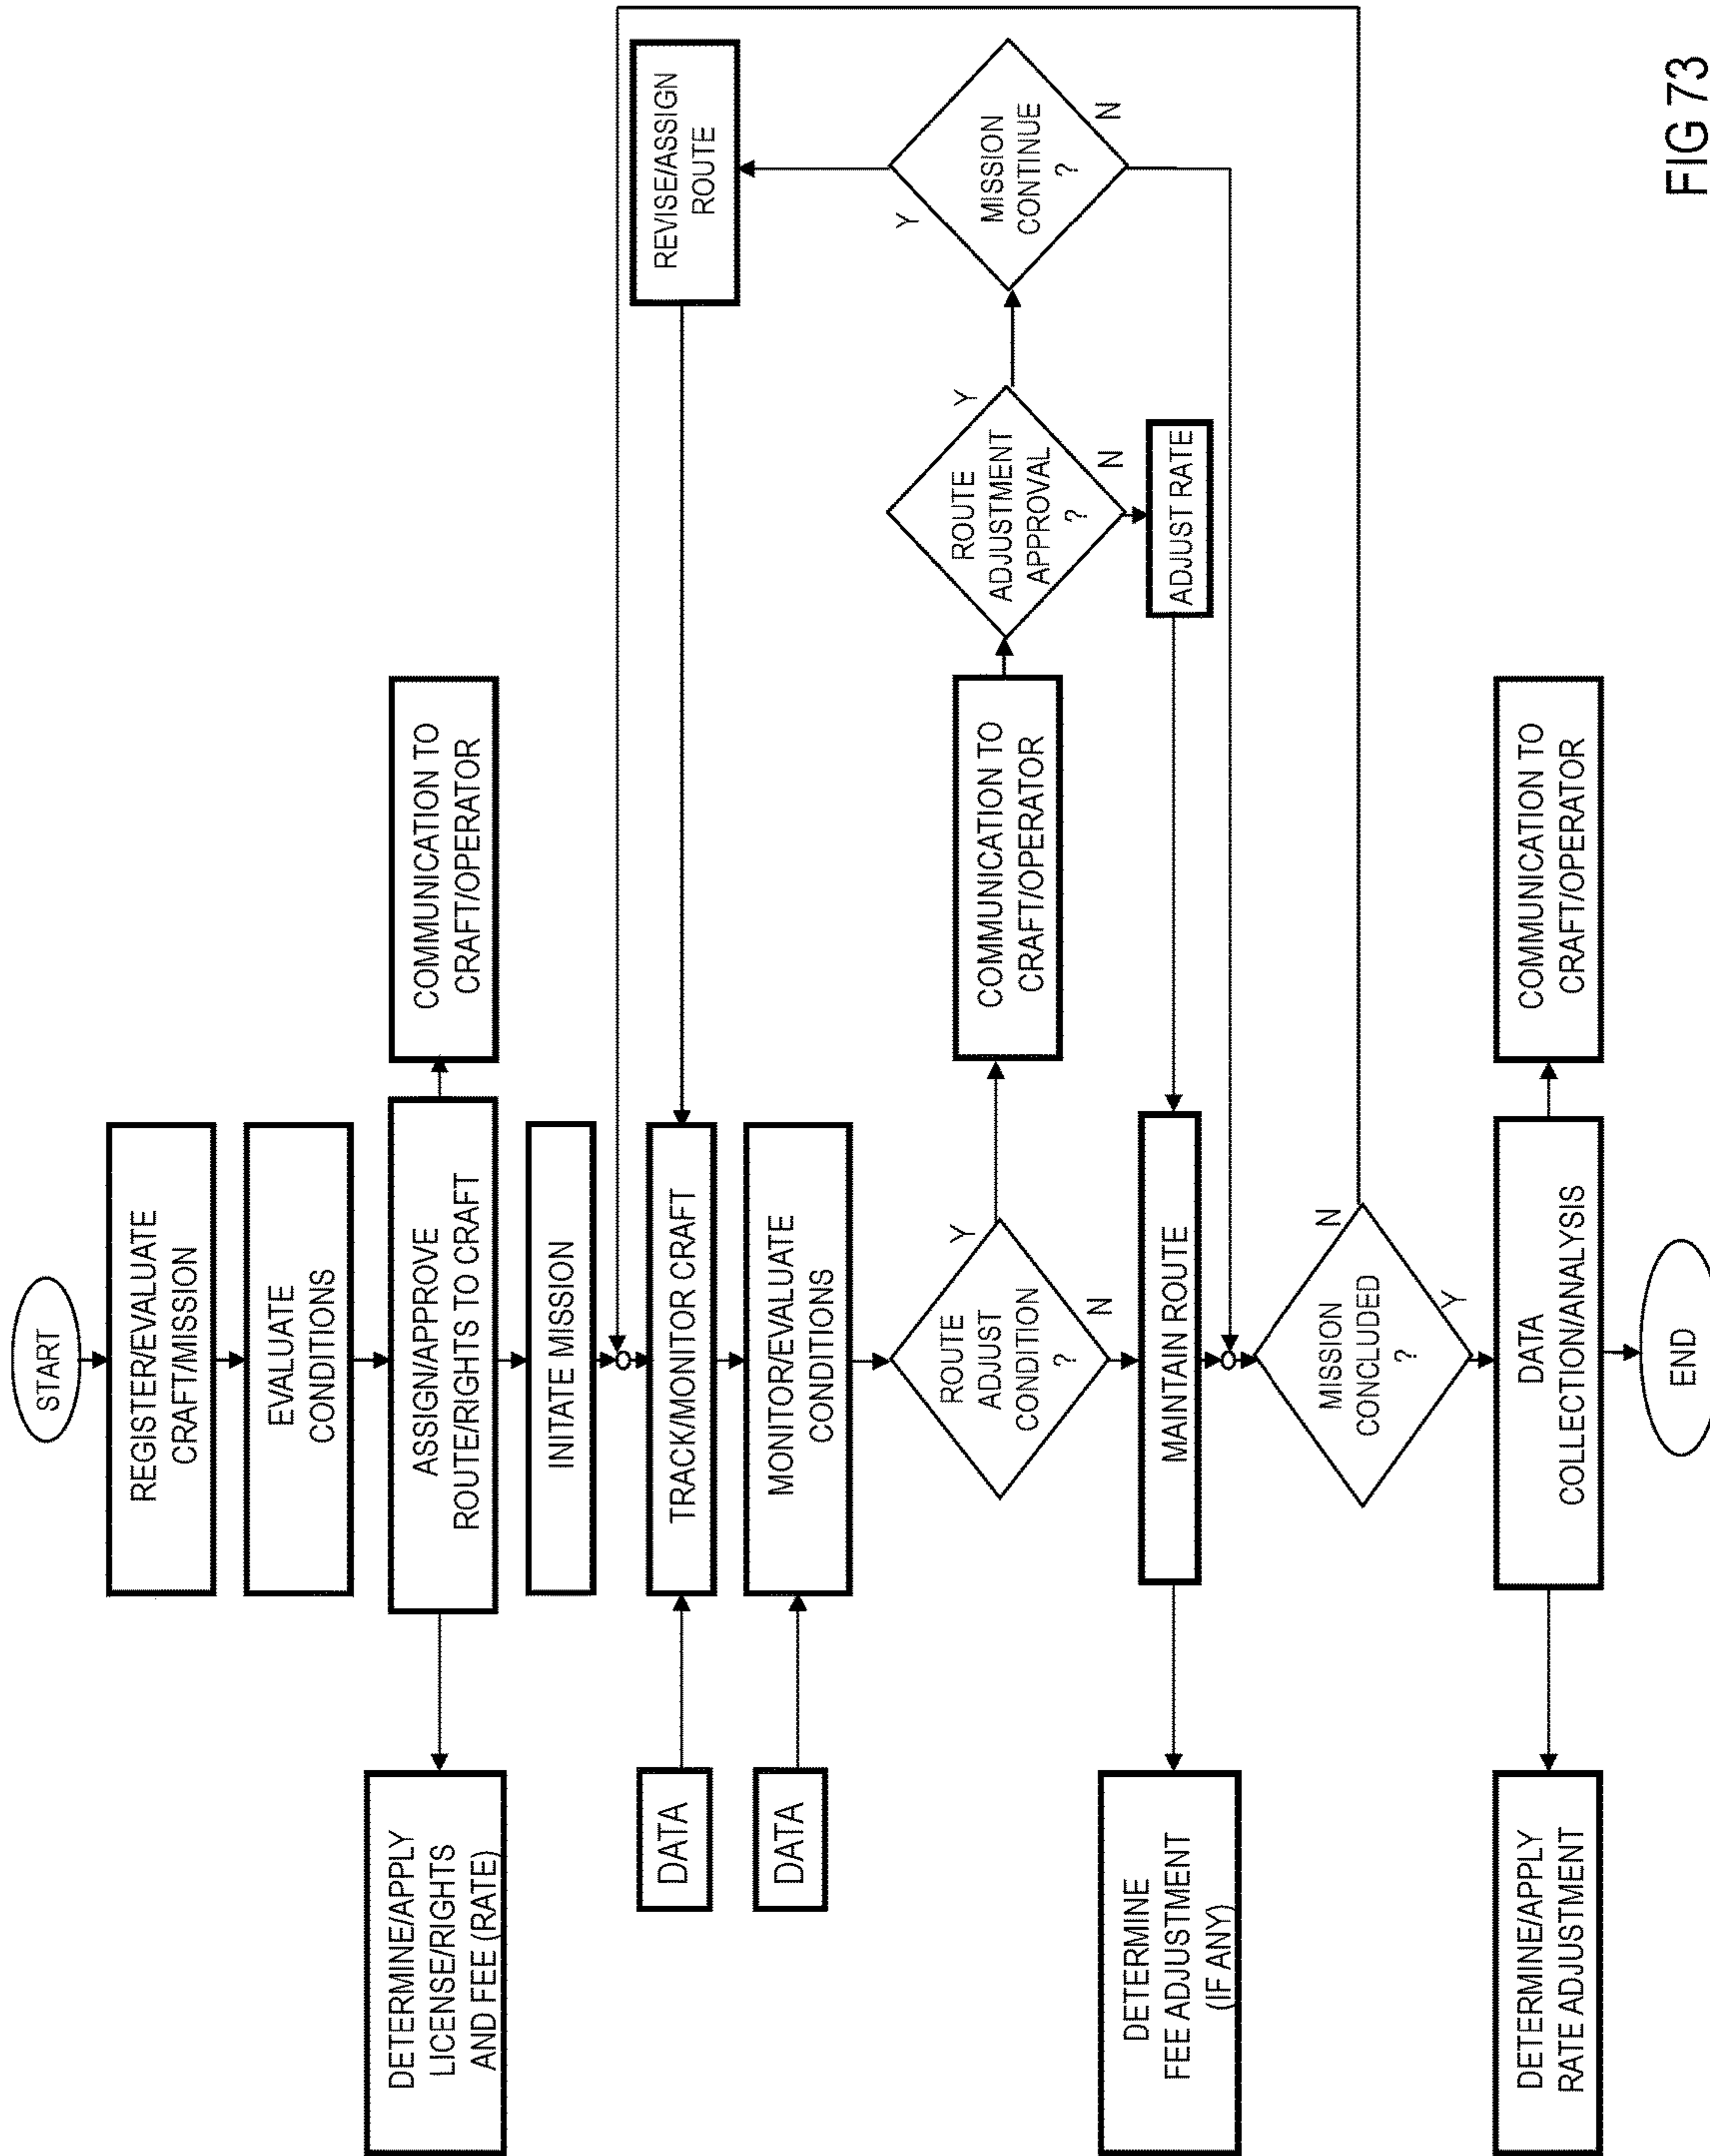 START
REGISTER/EVALUATE
CRAFT/MISSION
EVALUATE
CONDITIONS
DETERMINE/APPLY
LICENSE/RIGHTS
AND FEE (RATE)
ASSIGN/APPROVE
ROUTE/RIGHTS TO CRAFT
COMMUNICATION TO
CRAFT/OPERATOR
INITATE MISSION
DATA
TRACK/MONITOR CRAFT
REVISE/ASSIGN
ROUTE
DATA
MONITOR/EVALUATE
CONDITIONS
ROUTE
ADJUST
CONDITION
?
Y
N
COMMUNICATION TO
CRAFT/OPERATOR
ROUTE
ADJUSTMENT
APPROVAL
?
Y
N
MISSION
CONTINUE
?
Y
N
ADJUST RATE
DETERMINE
FEE ADJUSTMENT
(IF ANY)
MAINTAIN ROUTE
MISSION
CONCLUDED
?
N
Y
DETERMINE/APPLY
RATE ADJUSTMENT
DATA
COLLECTION/ANALYSIS
COMMUNICATION TO
CRAFT/OPERATOR
END
FIG 73